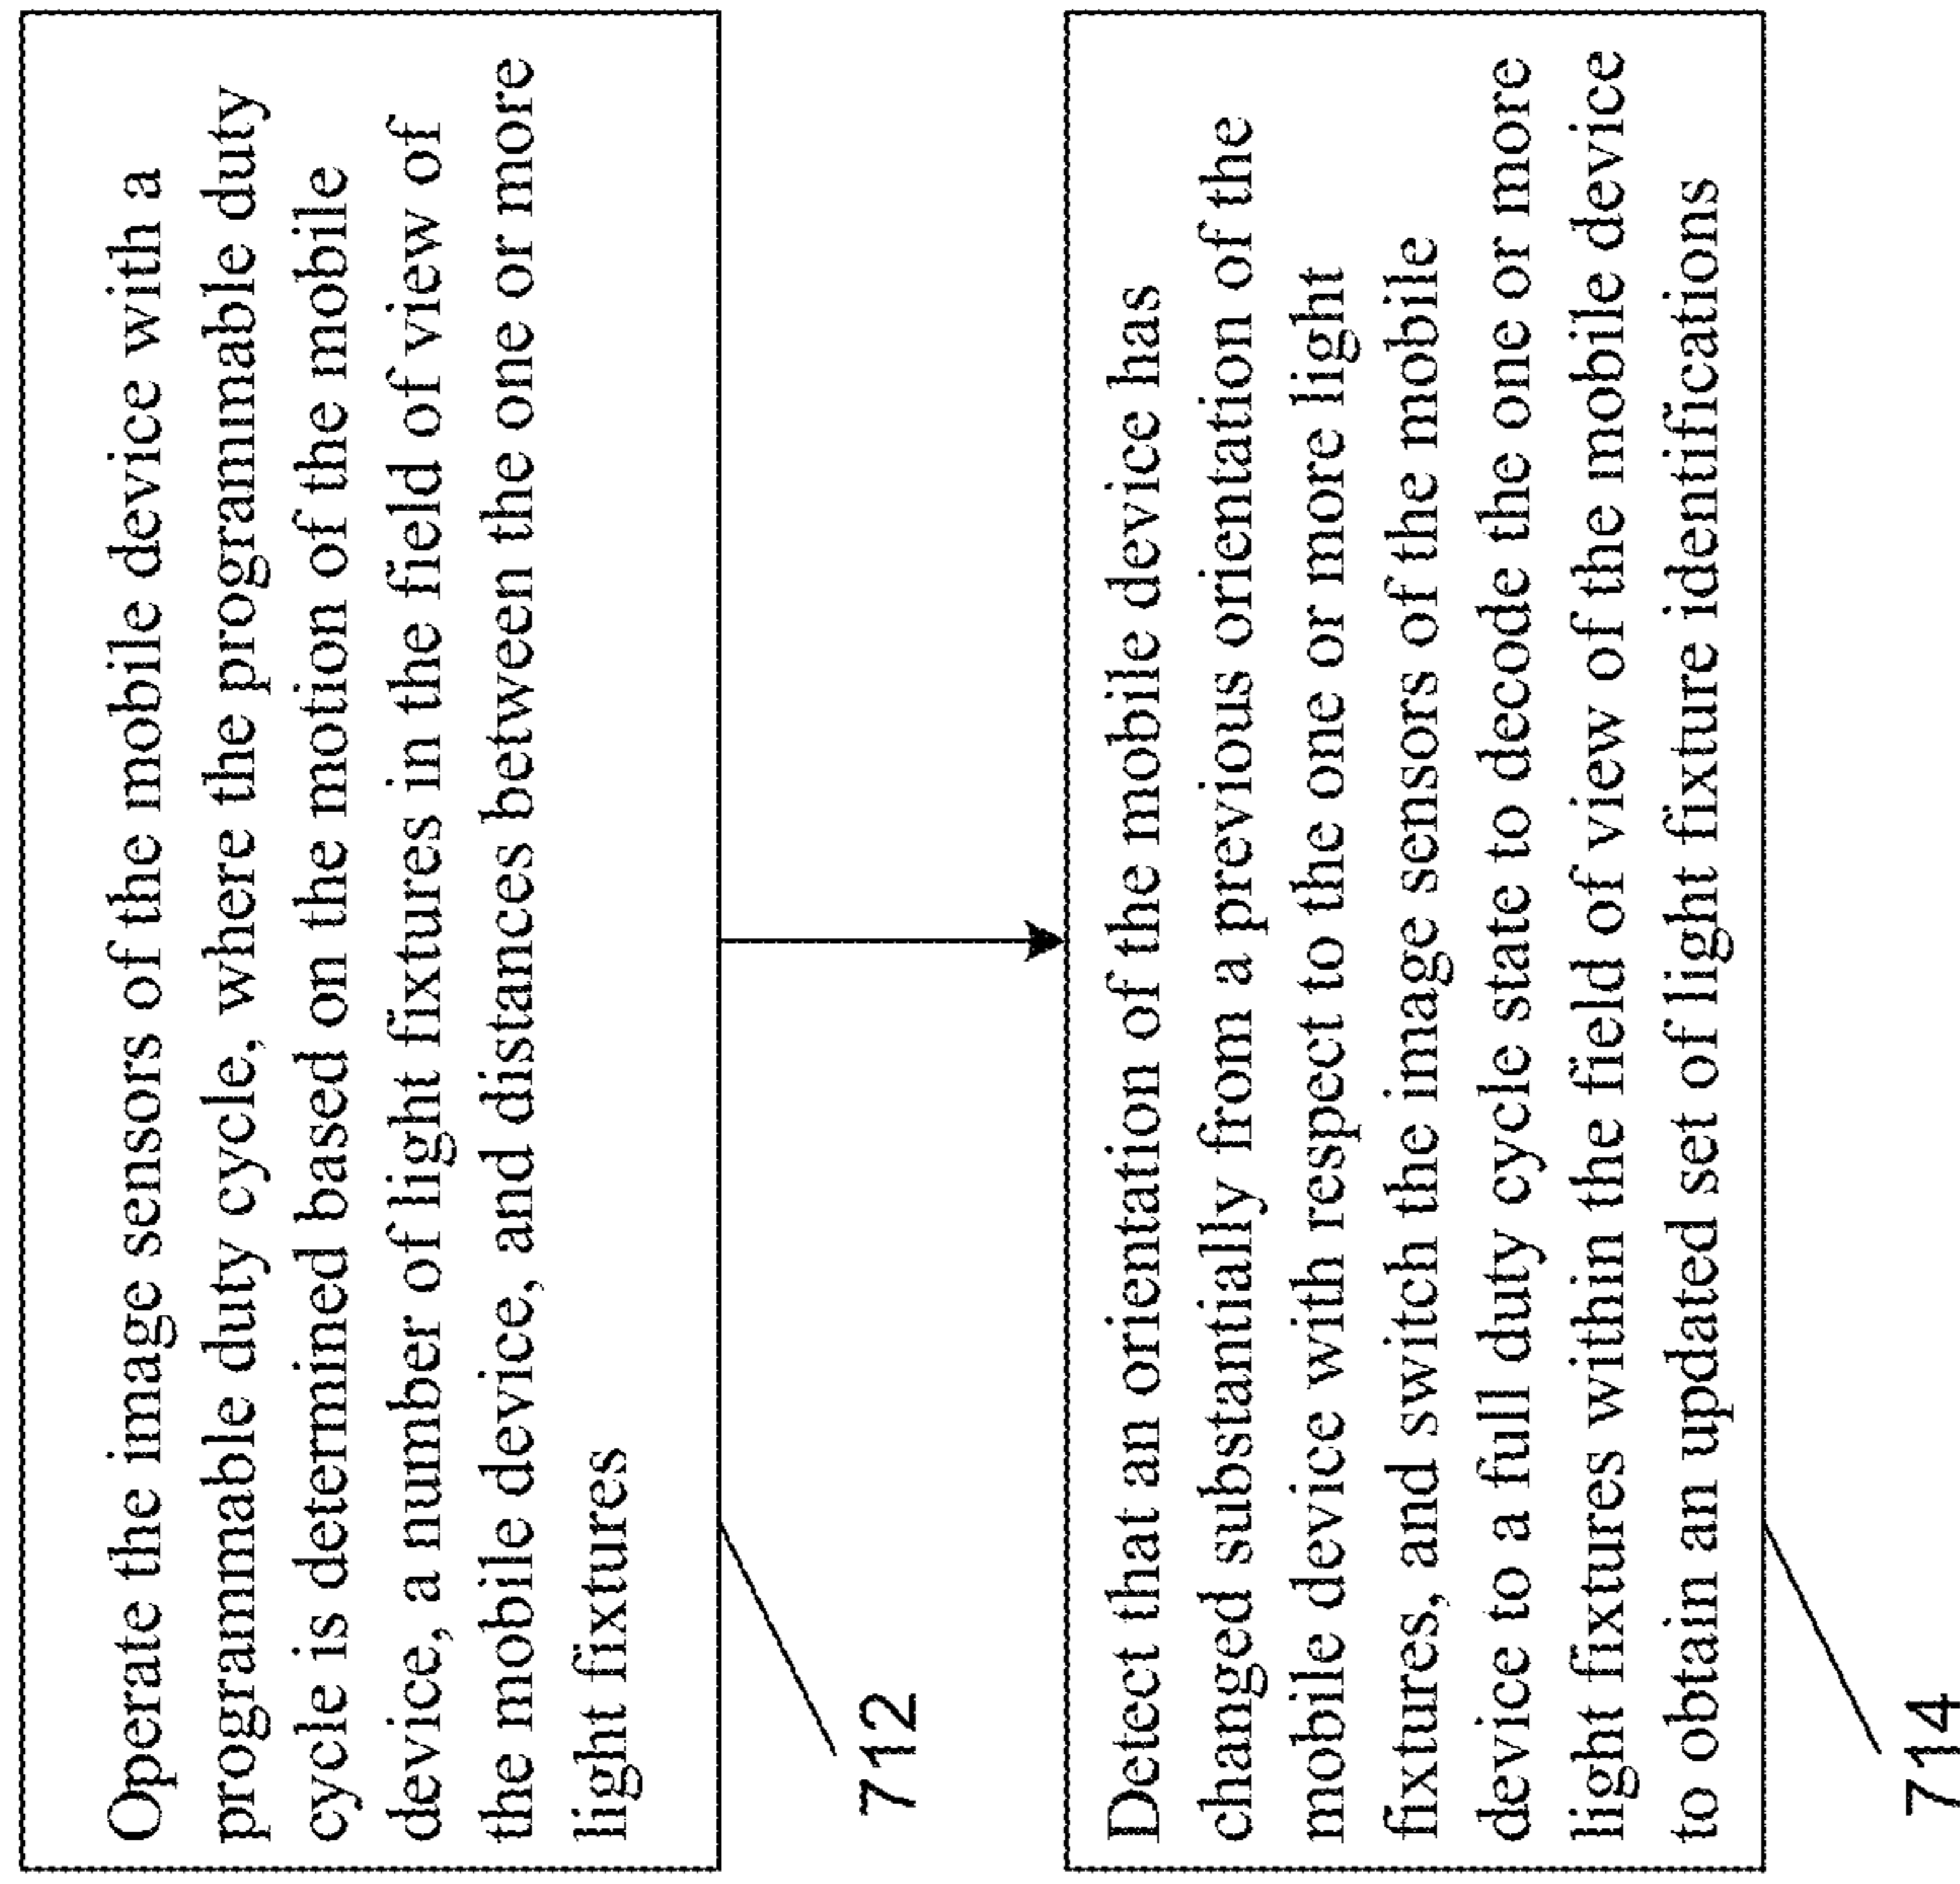 Operate the image sensors of the mobile device with a
programmable duty cycle, where the programmable duty
cycle is determined based on the motion of the mobile
device, a number of light fixtures in the field of view of
the mobile device, and distances between the one or more
light fixtures
712
Detect that an orientation of the mobile device has
changed substantially from a previous orientation of the
mobile device with respect to the one or more light
fixtures, and switch the image sensors of the mobile
device to a full duty cycle state to decode the one or more
light fixtures within the field of view of the mobile device
to obtain an updated set of light fixture identifications
714